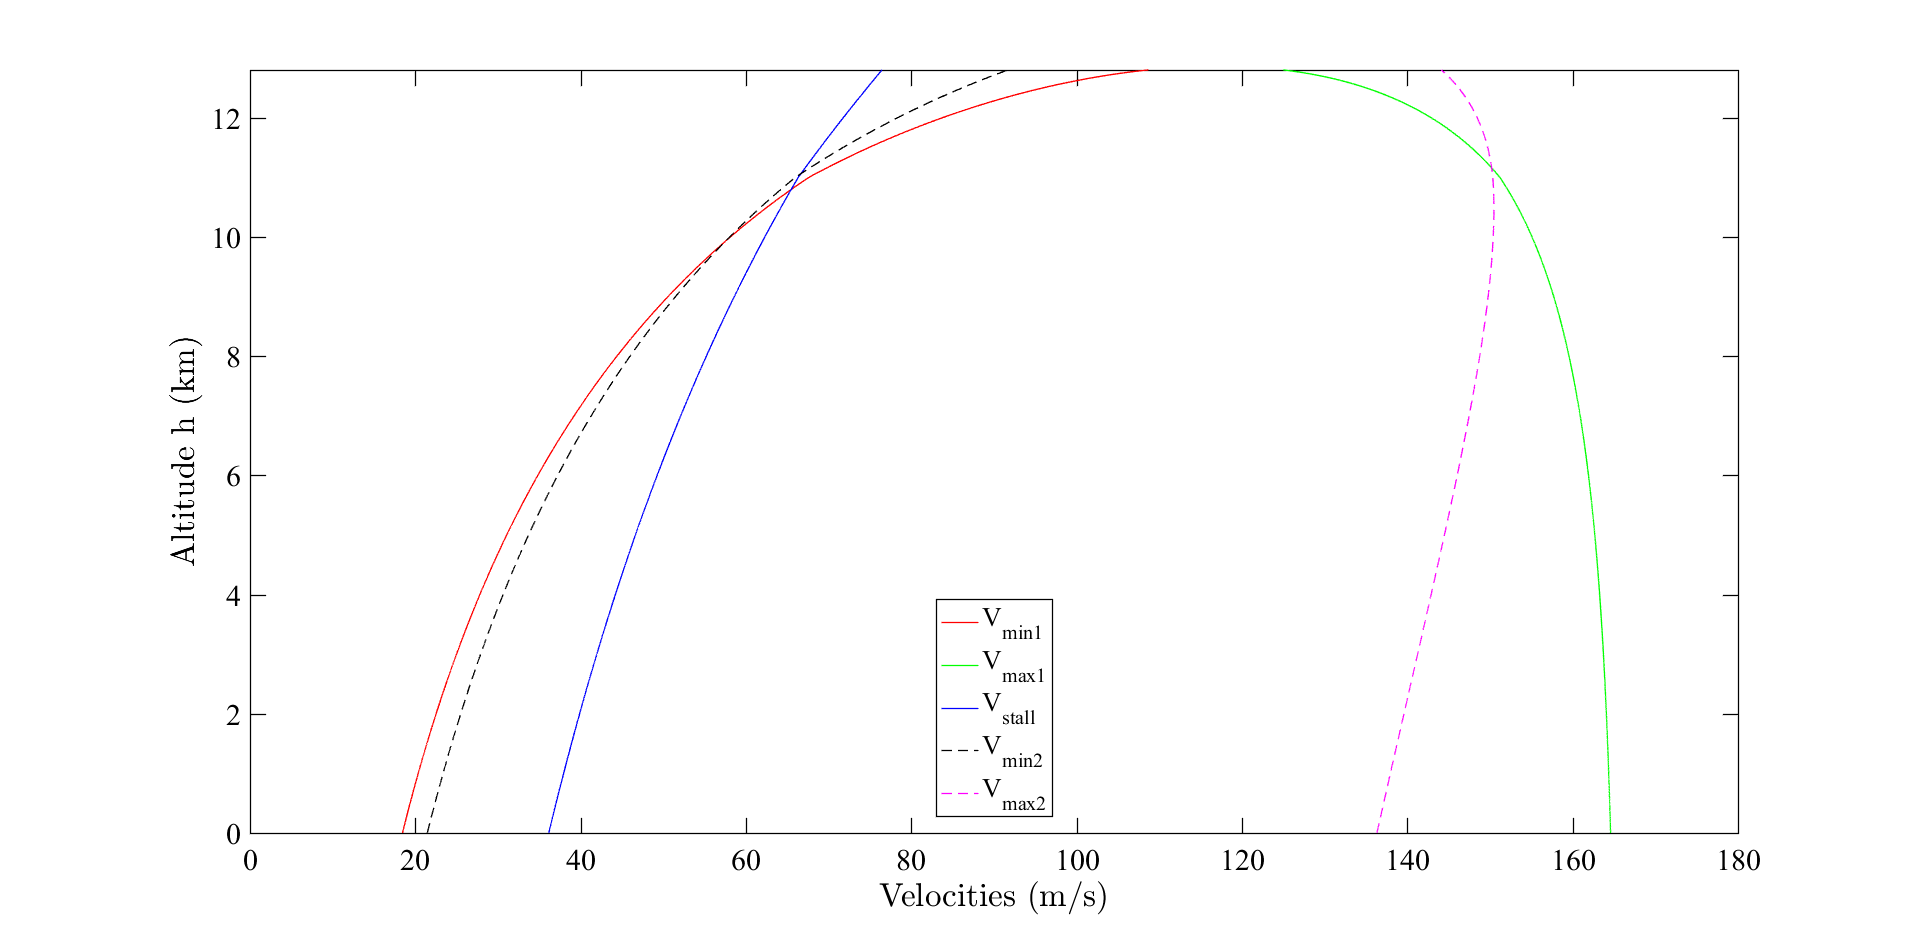 12
10
8
6
4
2
0
Altitude h (km)
V_min1
V_max1
V_stall
V_min2
V_max2
0 20 40 60 80 100 120 140 160 180
Velocities (m/s)